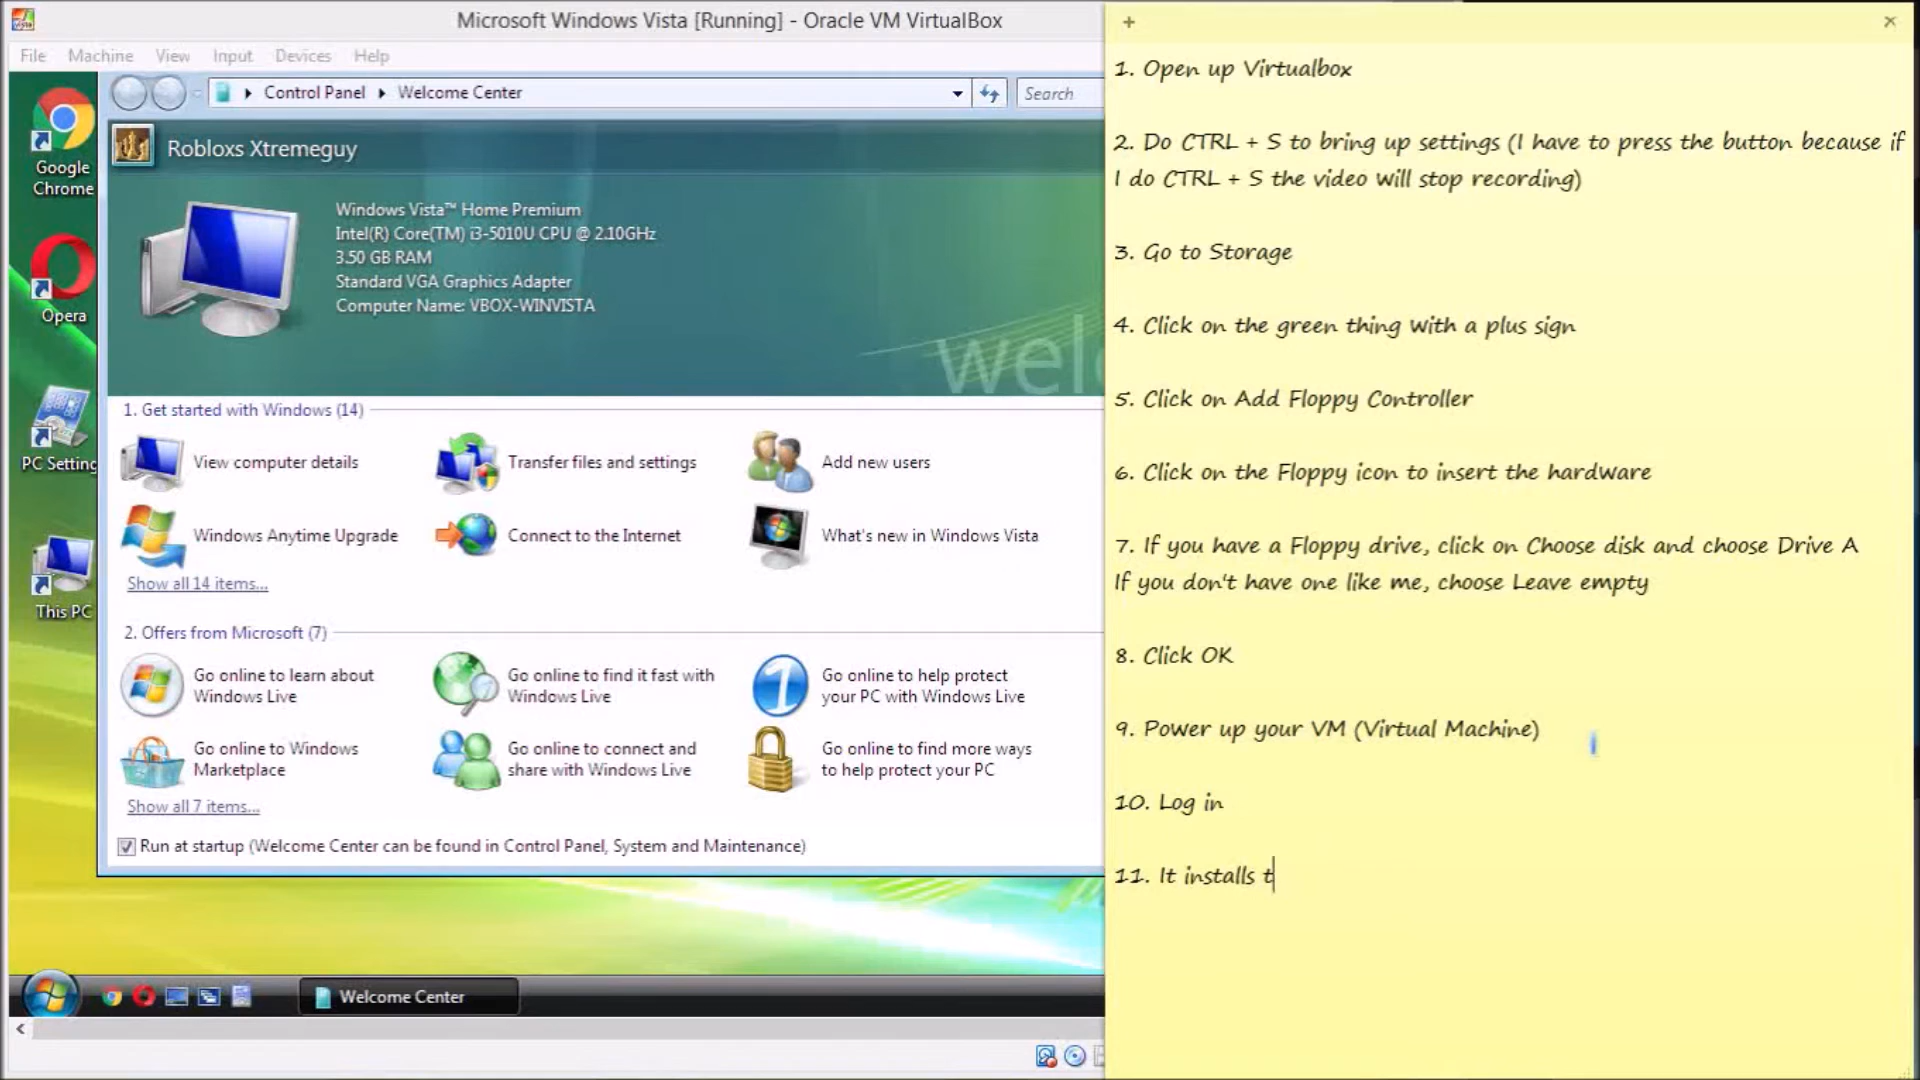 Microsoft Windows Vista [Running] - Oracle VM VirtualBox
File Machine View Input Devices Help
Control Panel Welcome Center
Search
Robloxs Xtremeguy
Windows Vista™ Home Premium
Intel(R) Core(TM) i3-5010U CPU @ 2.10GHz
3.50 GB RAM
Standard VGA Graphics Adapter
Computer Name: VBOX-WINVISTA
Google
Chrome
Opera
PC Setting
This PC
1. Get started with Windows (14)
View computer details
Transfer files and settings
Add new users
Windows Anytime Upgrade
Connect to the Internet
What's new in Windows Vista
Show all 14 items...
2. Offers from Microsoft (7)
Go online to learn about
Windows Live
Go online to find it fast with
Windows Live
Go online to help protect
your PC with Windows Live
Go online to Windows
Marketplace
Go online to connect and
share with Windows Live
Go online to find more ways
to help protect your PC
Show all 7 items...
Run at startup (Welcome Center can be found in Control Panel, System and Maintenance)
Welcome Center
1. Open up Virtualbox
2. Do CTRL + S to bring up settings (I have to press the button because if
I do CTRL + S the video will stop recording)
3. Go to Storage
4. Click on the green thing with a plus sign
5. Click on Add Floppy Controller
6. Click on the Floppy icon to insert the hardware
7. If you have a Floppy drive, click on Choose disk and choose Drive A
If you don't have one like me, choose Leave empty
8. Click OK
9. Power up your VM (Virtual Machine)
10. Log in
11. It installs t